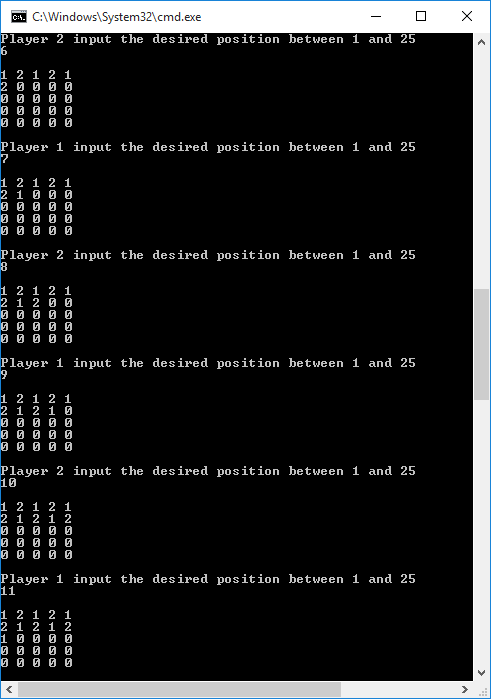 C:\Windows\System32\cmd.exe
Player 2 input the desired position between 1 and 25
6
1 2 1 2 1
2 0 0 0 0
0 0 0 0 0
0 0 0 0 0
0 0 0 0 0
Player 1 input the desired position between 1 and 25
7
1 2 1 2 1
2 1 0 0 0
0 0 0 0 0
0 0 0 0 0
0 0 0 0 0
Player 2 input the desired position between 1 and 25
8
1 2 1 2 1
2 1 2 0 0
0 0 0 0 0
0 0 0 0 0
0 0 0 0 0
Player 1 input the desired position between 1 and 25
9
1 2 1 2 1
2 1 2 1 0
0 0 0 0 0
0 0 0 0 0
0 0 0 0 0
Player 2 input the desired position between 1 and 25
10
1 2 1 2 1
2 1 2 1 2
0 0 0 0 0
0 0 0 0 0
0 0 0 0 0
Player 1 input the desired position between 1 and 25
11
1 2 1 2 1
2 1 2 1 2
1 0 0 0 0
0 0 0 0 0
0 0 0 0 0